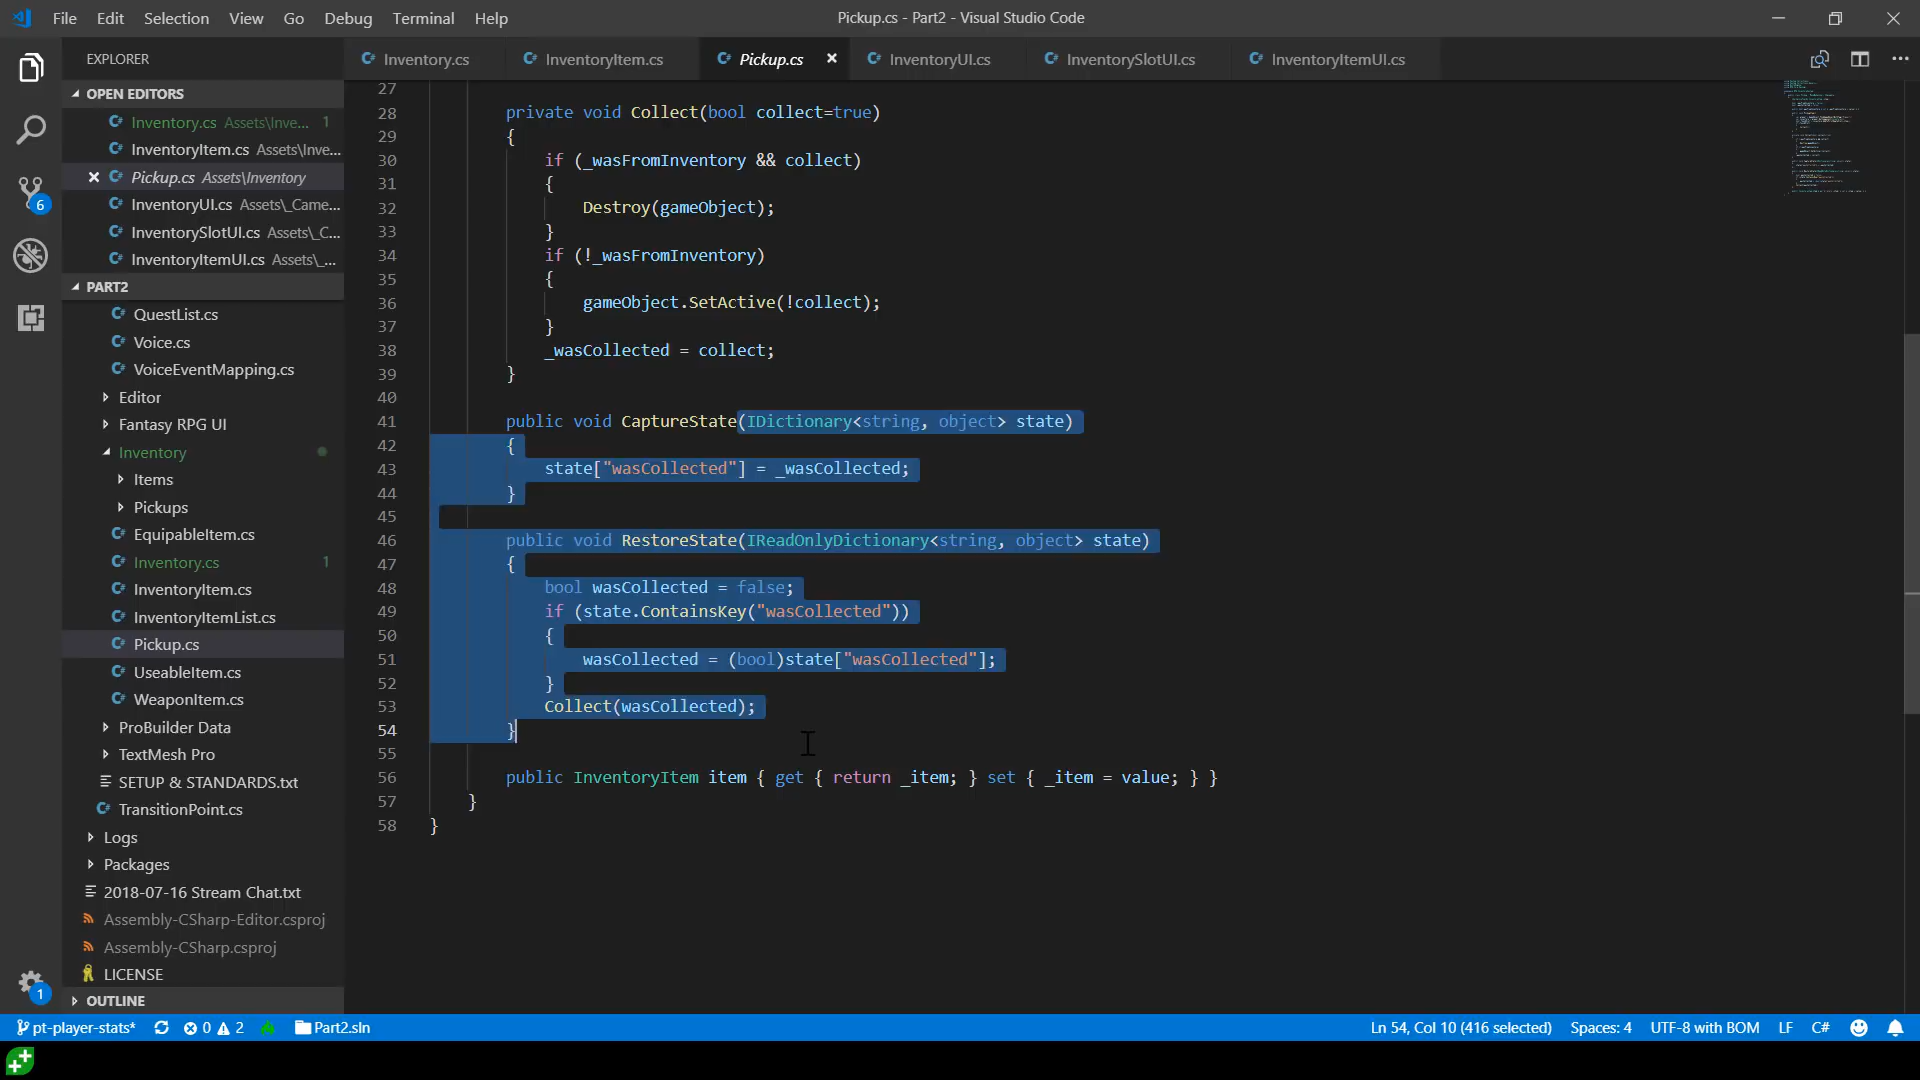 File Edit Selection View Go Debug Terminal Help
Pickup.cs - Part2 - Visual Studio Code
EXPLORER
OPEN EDITORS
Inventory.cs Assets\Inve... 1
InventoryItem.cs Assets\Inve...
Pickup.cs Assets\Inventory
InventoryUI.cs Assets\_Came...
InventorySlotUI.cs Assets\_C...
InventoryItemUI.cs Assets\_...
PART2
QuestList.cs
Voice.cs
VoiceEventMapping.cs
Editor
Fantasy RPG UI
Inventory
Items
Pickups
EquipableItem.cs
Inventory.cs 1
InventoryItem.cs
InventoryItemList.cs
Pickup.cs
UseableItem.cs
WeaponItem.cs
ProBuilder Data
TextMesh Pro
SETUP & STANDARDS.txt
TransitionPoint.cs
Logs
Packages
2018-07-16 Stream Chat.txt
Assembly-CSharp-Editor.csproj
Assembly-CSharp.csproj
LICENSE
OUTLINE
6
1
Inventory.cs InventoryItem.cs Pickup.cs InventoryUI.cs InventorySlotUI.cs InventoryItemUI.cs
27
28 private void Collect(bool collect=true)
29 {
30 if (_wasFromInventory && collect)
31 {
32 Destroy(gameObject);
33 }
34 if (!_wasFromInventory)
35 {
36 gameObject.SetActive(!collect);
37 }
38 _wasCollected = collect;
39 }
40
41 public void CaptureState(IDictionary<string, object> state)
42 {
43 state["wasCollected"] = _wasCollected;
44 }
45
46 public void RestoreState(IReadOnlyDictionary<string, object> state)
47 {
48 bool wasCollected = false;
49 if (state.ContainsKey("wasCollected"))
50 {
51 wasCollected = (bool)state["wasCollected"];
52 }
53 Collect(wasCollected);
54 }
55
56 public InventoryItem item { get { return _item; } set { _item = value; } }
57 }
58 }
pt-player-stats* 0 2 Part2.sln
Ln 54, Col 10 (416 selected) Spaces: 4 UTF-8 with BOM LF C#